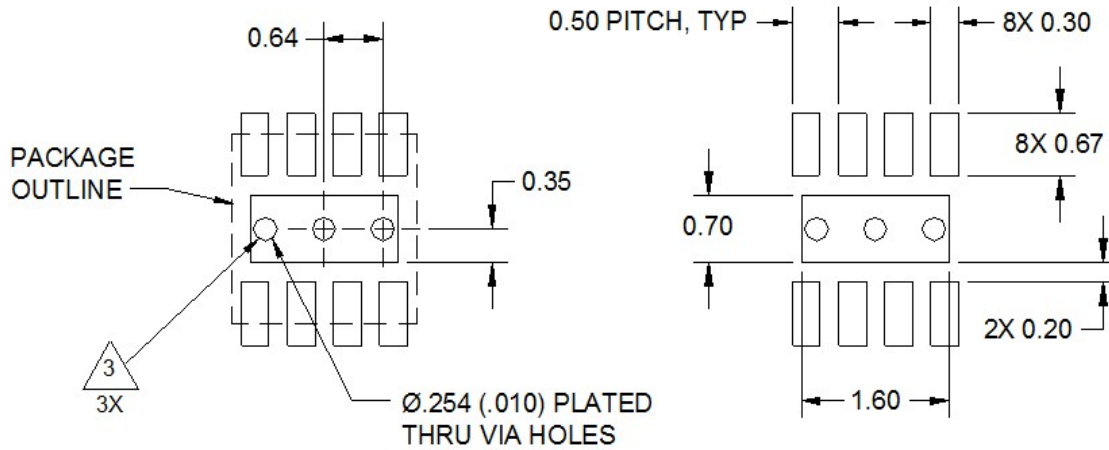 0.64
PACKAGE
OUTLINE
0.35
3
3X
Ø.254 (.010) PLATED
THRU VIA HOLES
0.50 PITCH, TYP
8X 0.30
8X 0.67
0.70
2X 0.20
1.60